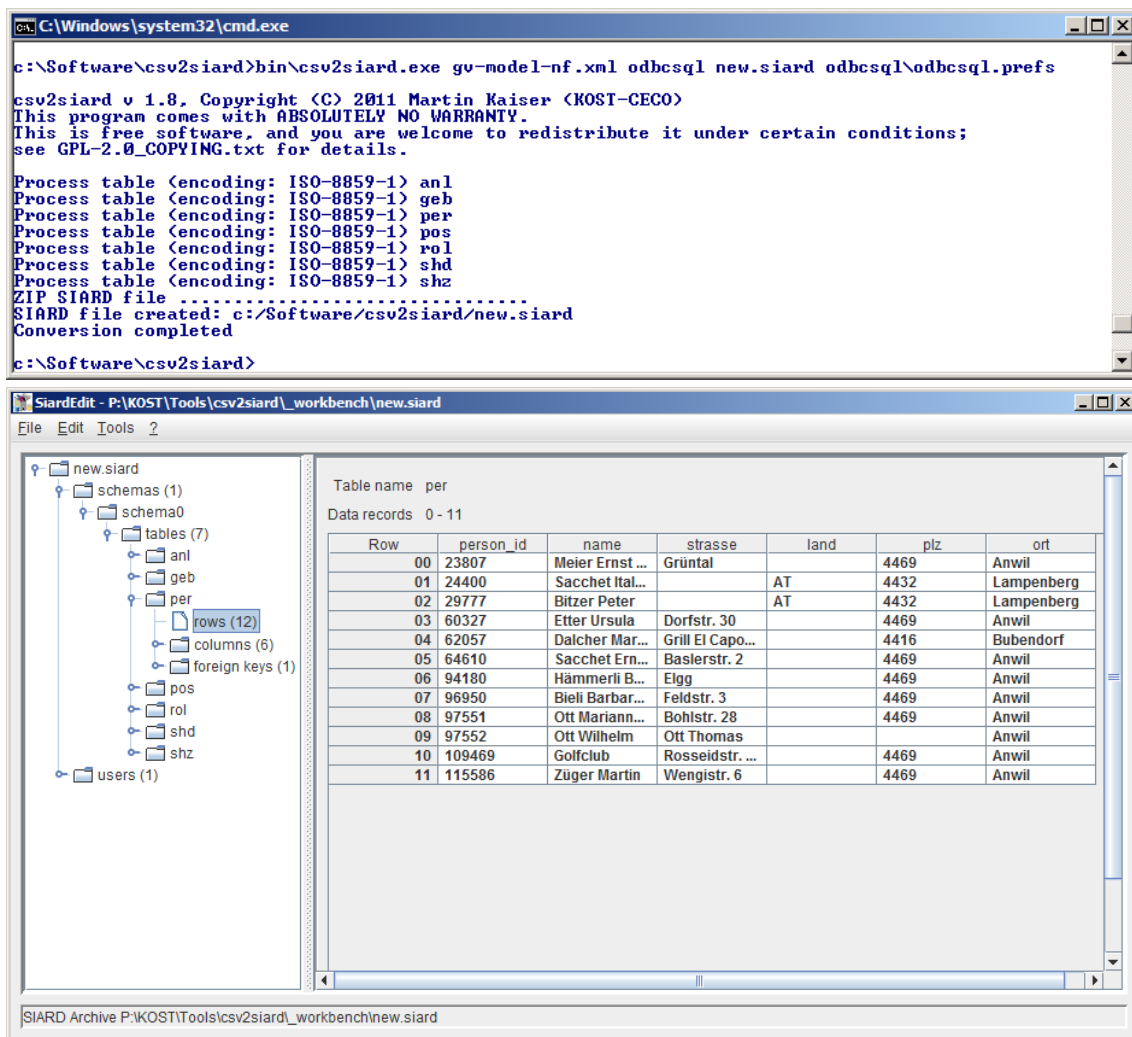 C:\Windows\system32\cmd.exe
c:\Software\csv2siard>bin\csv2siard.exe gv-model-nf.xml odbcsql new.siard odbcsql\odbcsql.prefs
csv2siard v 1.8, Copyright (C) 2011 Martin Kaiser (KOST-CECO)
This program comes with ABSOLUTELY NO WARRANTY.
This is free software, and you are welcome to redistribute it under certain conditions;
see GPL-2.0_COPYING.txt for details.
Process table (encoding: ISO-8859-1) anl
Process table (encoding: ISO-8859-1) geb
Process table (encoding: ISO-8859-1) per
Process table (encoding: ISO-8859-1) pos
Process table (encoding: ISO-8859-1) rol
Process table (encoding: ISO-8859-1) shd
Process table (encoding: ISO-8859-1) shz
ZIP SIARD file ................................
SIARD file created: c:/Software/csv2siard/new.siard
Conversion completed
c:\Software\csv2siard>
SiardEdit - P:\KOST\Tools\csv2siard\_workbench\new.siard
File Edit Tools ?
new.siard
schemas (1)
schema0
tables (7)
anl
geb
per
rows (12)
columns (6)
foreign keys (1)
pos
rol
shd
shz
users (1)
Table name per
Data records 0 - 11
Row person_id name strasse land plz ort
00 23807 Meier Ernst ... Grüntal 4469 Anwil
01 24400 Sacchet Ital... AT 4432 Lampenberg
02 29777 Bitzer Peter AT 4432 Lampenberg
03 60327 Etter Ursula Dorfstr. 30 4469 Anwil
04 62057 Dalcher Mar... Grill El Capo... 4416 Bubendorf
05 64610 Sacchet Ern... Baslerstr. 2 4469 Anwil
06 94180 Hämmerli B... Elgg 4469 Anwil
07 96950 Bieli Barbar... Feldstr. 3 4469 Anwil
08 97551 Ott Mariann... Bohlstr. 28 4469 Anwil
09 97552 Ott Wilhelm Ott Thomas Anwil
10 109469 Golfclub Rosseidstr. ... 4469 Anwil
11 115586 Züger Martin Wengistr. 6 4469 Anwil
SIARD Archive P:\KOST\Tools\csv2siard\_workbench\new.siard